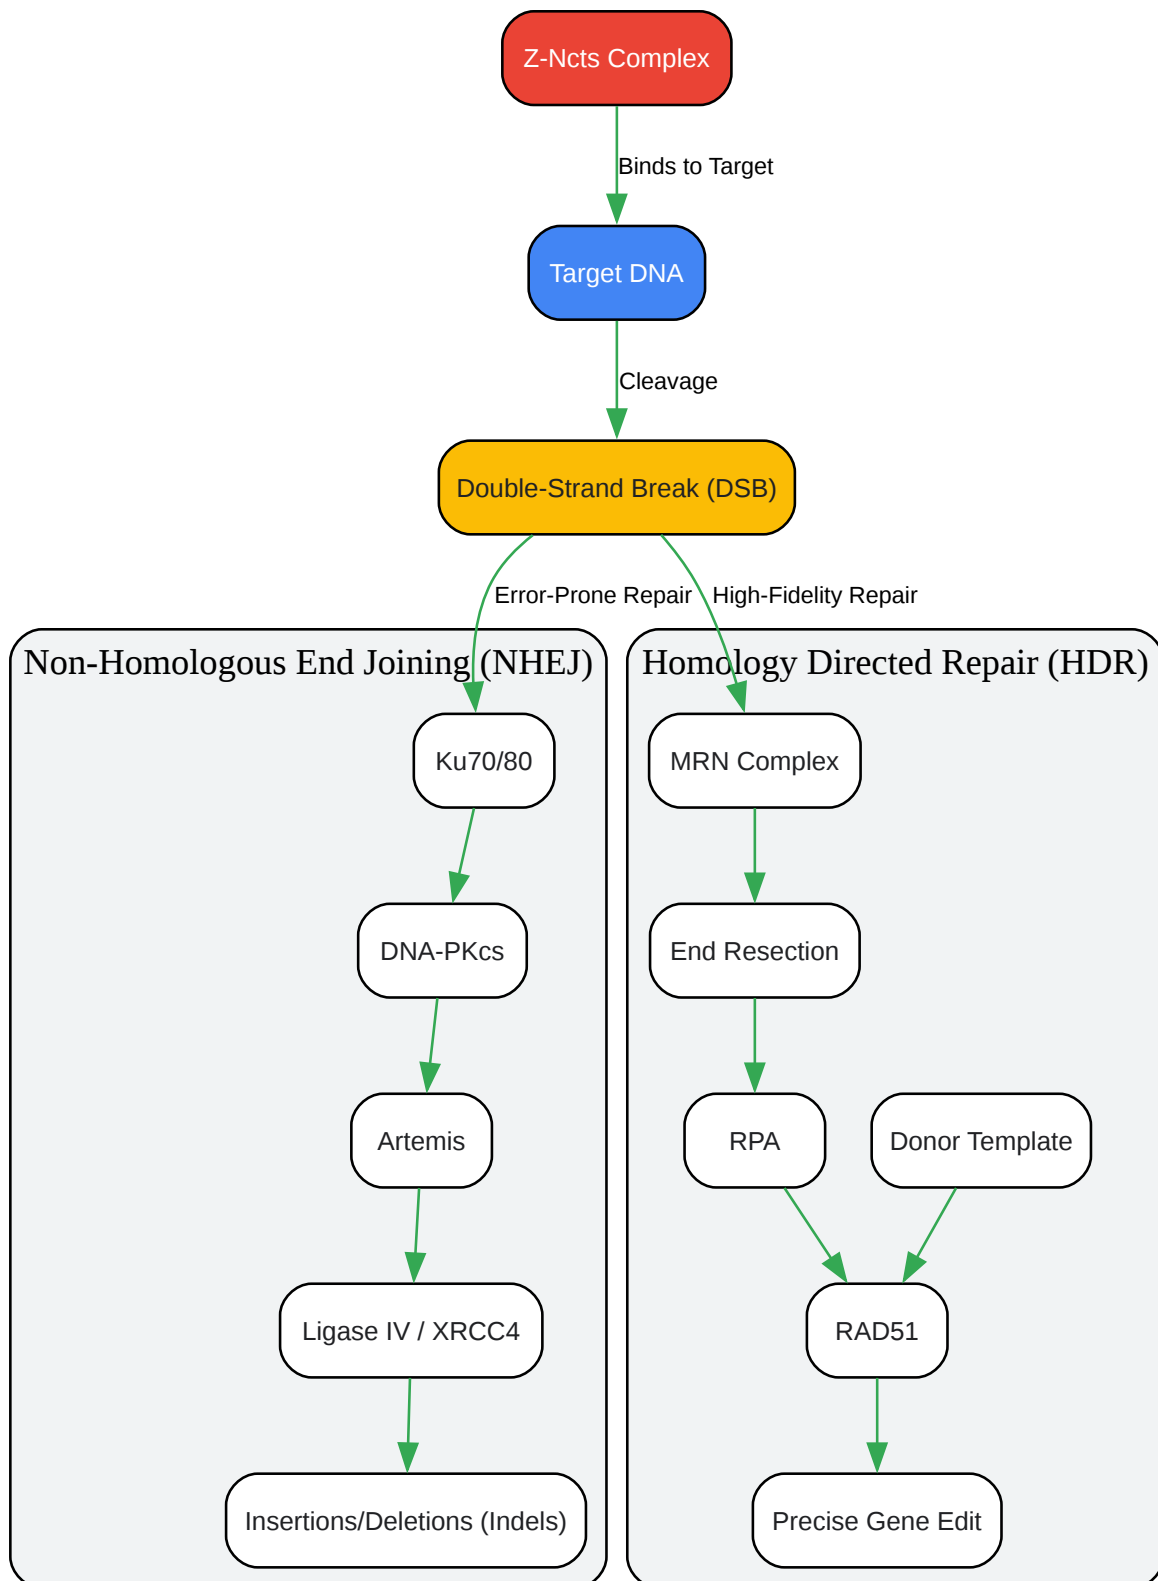 Z-Ncts Complex
Binds to Target
Target DNA
Cleavage
Double-Strand Break (DSB)
Error-Prone Repair
High-Fidelity Repair
Non-Homologous End Joining (NHEJ)
Ku70/80
DNA-PKcs
Artemis
Ligase IV / XRCC4
Insertions/Deletions (Indels)
Homology Directed Repair (HDR)
MRN Complex
End Resection
RPA
Donor Template
RAD51
Precise Gene Edit